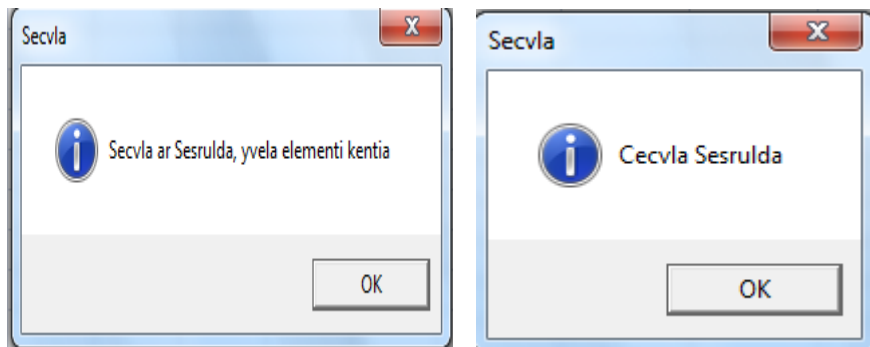 Secvla
X
Secvla ar Sesrulda, yvela elementi kentia
OK
Secvla
X
Cecvla Sesrulda
OK